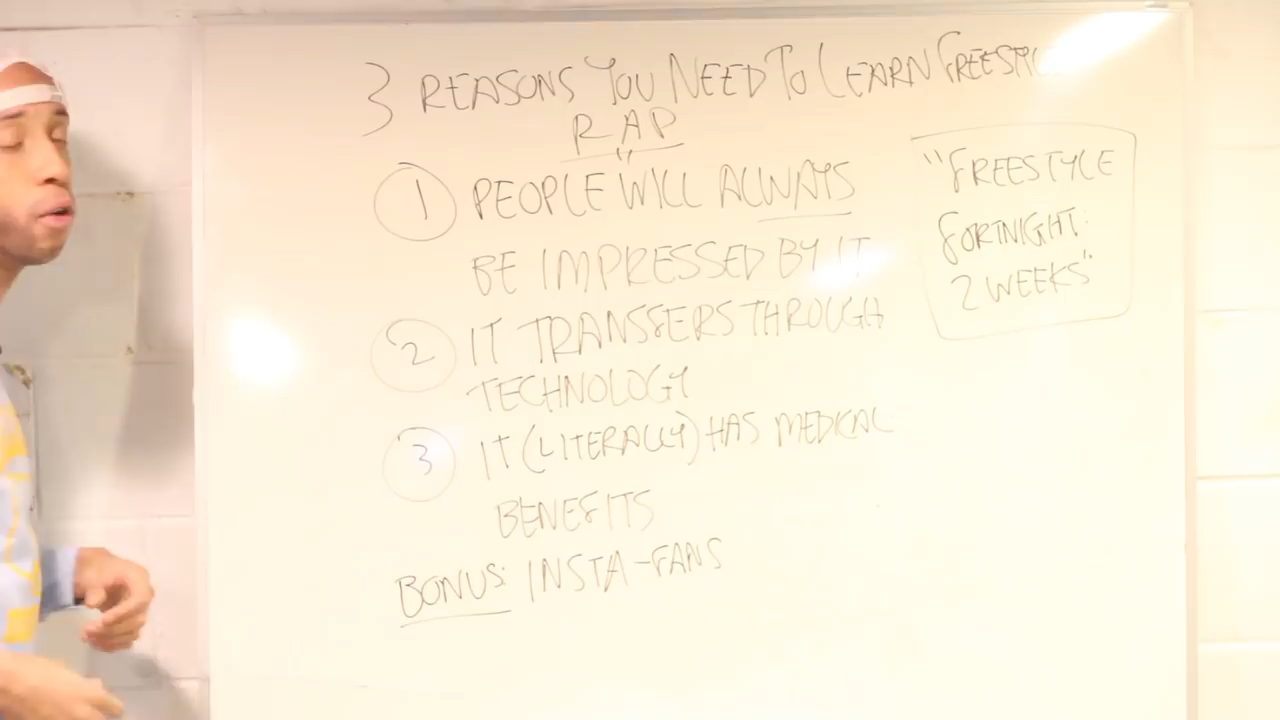 3 REASONS YOU NEED TO LEARN FREESTYLE
RAP
1 PEOPLE WILL ALWAYS
BE IMPRESSED BY IT
2 IT TRANSFERS THROUGH
TECHNOLOGY
3 IT (LITERALLY) HAS MEDICAL
BENEFITS
BONUS: INSTA-FANS
"FREESTYLE
FORTNIGHT:
2 WEEKS"